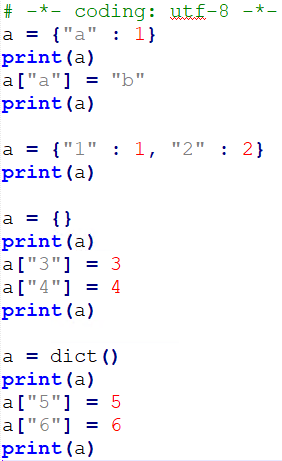 # -*- coding: utf-8 -*-
a = {"a" : 1}
print(a)
a["a"] = "b"
print(a)
a = {"1" : 1, "2" : 2}
print(a)
a = {}
print(a)
a["3"] = 3
a["4"] = 4
print(a)
a = dict()
print(a)
a["5"] = 5
a["6"] = 6
print(a)